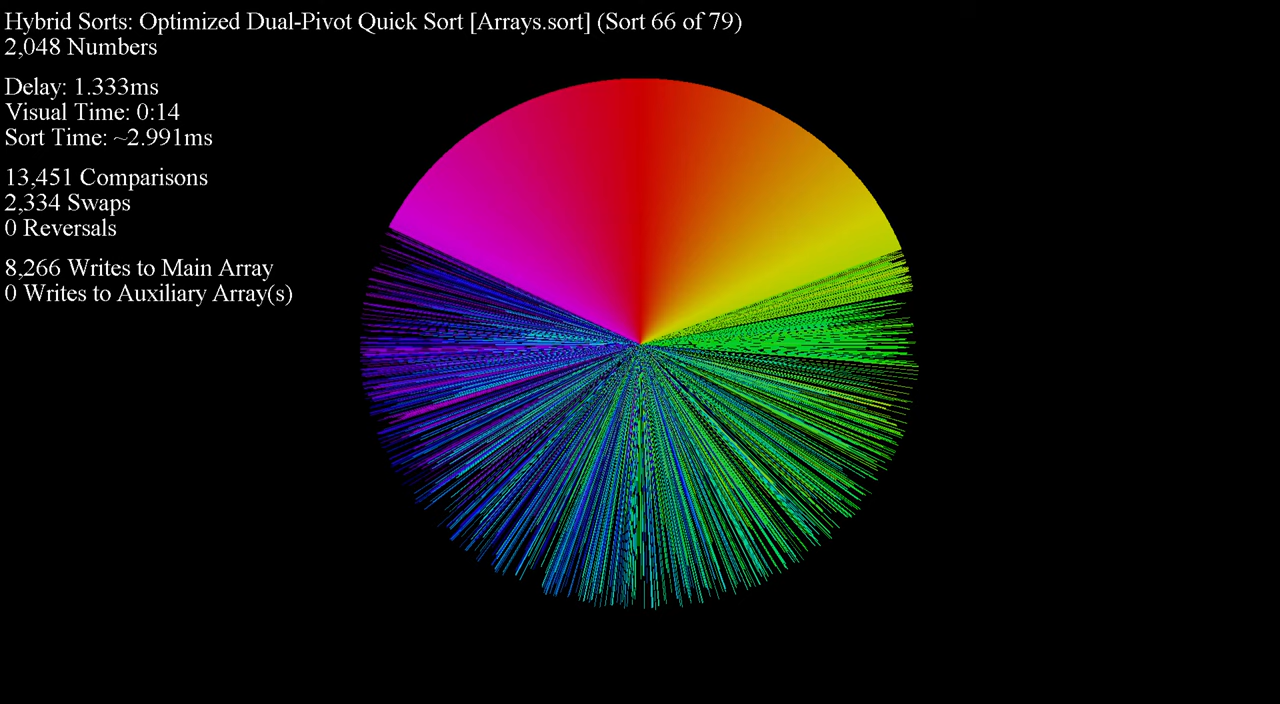 Hybrid Sorts: Optimized Dual-Pivot Quick Sort [Arrays.sort] (Sort 66 of 79)
2,048 Numbers
Delay: 1.333ms
Visual Time: 0:14
Sort Time: ~2.991ms
13,451 Comparisons
2,334 Swaps
0 Reversals
8,266 Writes to Main Array
0 Writes to Auxiliary Array(s)